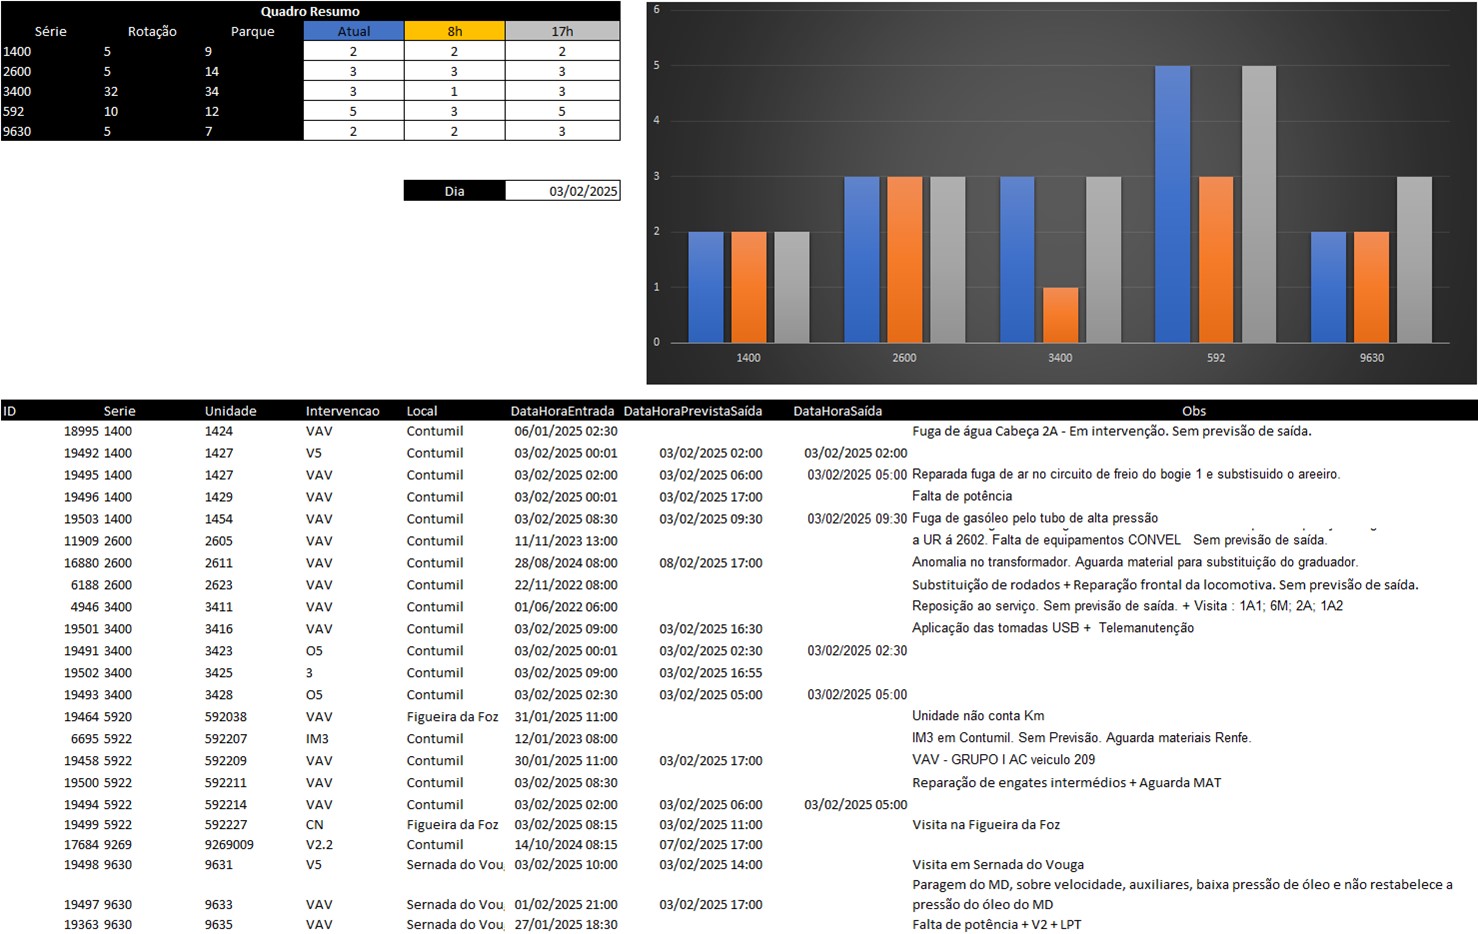 Quadro Resumo
Série Rotação Parque Atual 8h 17h
1400 5 9 2 2 2
2600 5 14 3 3 3
3400 32 34 3 1 3
592 10 12 5 3 5
9630 5 7 2 2 3
Dia 03/02/2025
6
5
4
3
2
1
0
1400 2600 3400 592 9630
ID Serie Unidade Intervencao Local DataHoraEntrada DataHoraPrevistaSaída DataHoraSaída Obs
18995 1400 1424 VAV Contumil 06/01/2025 02:30 Fuga de água Cabeça 2A - Em intervenção. Sem previsão de saída.
19492 1400 1427 V5 Contumil 03/02/2025 00:01 03/02/2025 02:00 03/02/2025 02:00
19495 1400 1427 VAV Contumil 03/02/2025 02:00 03/02/2025 06:00 03/02/2025 05:00 Reparada fuga de ar no circuito de freio do bogie 1 e substisuido o areeiro.
19496 1400 1429 VAV Contumil 03/02/2025 00:01 03/02/2025 17:00 Falta de potência
19503 1400 1454 VAV Contumil 03/02/2025 08:30 03/02/2025 09:30 03/02/2025 09:30 Fuga de gasóleo pelo tubo de alta pressão
11909 2600 2605 VAV Contumil 11/11/2023 13:00 a UR á 2602. Falta de equipamentos CONVEL Sem previsão de saída.
16880 2600 2611 VAV Contumil 28/08/2024 08:00 08/02/2025 17:00 Anomalia no transformador. Aguarda material para substituição do graduador.
6188 2600 2623 VAV Contumil 22/11/2022 08:00 Substituição de rodados + Reparação frontal da locomotiva. Sem previsão de saída.
4946 3400 3411 VAV Contumil 01/06/2022 06:00 Reposição ao serviço. Sem previsão de saída. + Visita : 1A1; 6M; 2A; 1A2
19501 3400 3416 VAV Contumil 03/02/2025 09:00 03/02/2025 16:30 Aplicação das tomadas USB + Telemanutenção
19491 3400 3423 O5 Contumil 03/02/2025 00:01 03/02/2025 02:30 03/02/2025 02:30
19502 3400 3425 3 Contumil 03/02/2025 09:00 03/02/2025 16:55
19493 3400 3428 O5 Contumil 03/02/2025 02:30 03/02/2025 05:00 03/02/2025 05:00
19464 5920 592038 VAV Figueira da Foz 31/01/2025 11:00 Unidade não conta Km
6695 5922 592207 IM3 Contumil 12/01/2023 08:00 IM3 em Contumil. Sem Previsão. Aguarda materiais Renfe.
19458 5922 592209 VAV Contumil 30/01/2025 11:00 03/02/2025 17:00 VAV - GRUPO I AC veiculo 209
19500 5922 592211 VAV Contumil 03/02/2025 08:30 Reparação de engates intermédios + Aguarda MAT
19494 5922 592214 VAV Contumil 03/02/2025 02:00 03/02/2025 06:00 03/02/2025 05:00
19499 5922 592227 CN Figueira da Foz 03/02/2025 08:15 03/02/2025 11:00 Visita na Figueira da Foz
17684 9269 9269009 V2.2 Contumil 14/10/2024 08:15 07/02/2025 17:00
19498 9630 9631 V5 Sernada do Vou 03/02/2025 10:00 03/02/2025 14:00 Visita em Sernada do Vouga
Paragem do MD, sobre velocidade, auxiliares, baixa pressão de óleo e não restabelece a
19497 9630 9633 VAV Sernada do Vou 01/02/2025 21:00 03/02/2025 17:00 pressão do óleo do MD
19363 9630 9635 VAV Sernada do Vou 27/01/2025 18:30 Falta de potência + V2 + LPT